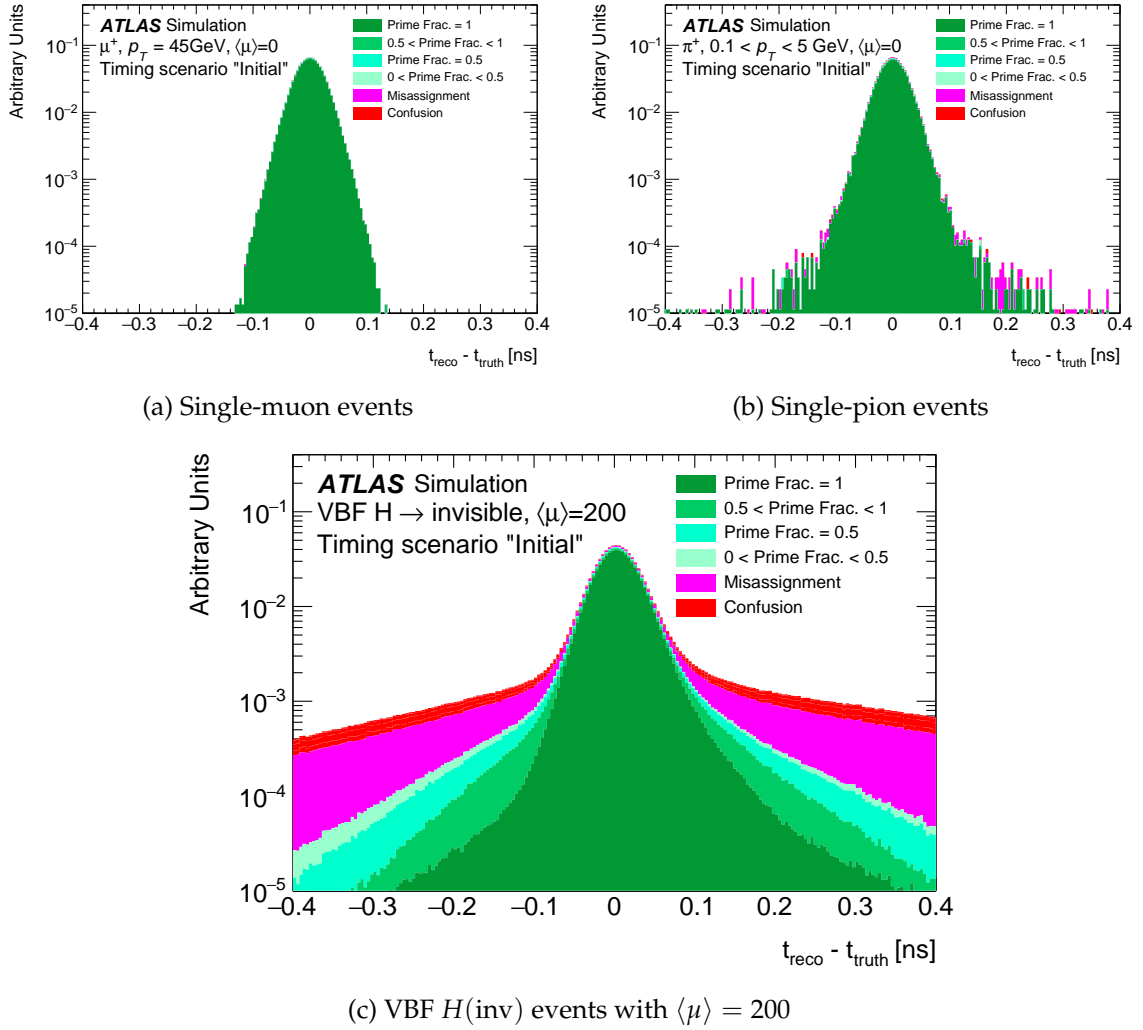 ATLAS Simulation
μ⁺, p_T = 45GeV, ⟨μ⟩=0
Timing scenario "Initial"
Prime Frac. = 1
0.5 < Prime Frac. < 1
Prime Frac. = 0.5
0 < Prime Frac. < 0.5
Misassignment
Confusion
Arbitrary Units
10⁻¹
10⁻²
10⁻³
10⁻⁴
10⁻⁵
−0.4 −0.3 −0.2 −0.1 0 0.1 0.2 0.3 0.4
t_reco - t_truth [ns]
(a) Single-muon events
ATLAS Simulation
π⁺, 0.1 < p_T < 5 GeV, ⟨μ⟩=0
Timing scenario "Initial"
Prime Frac. = 1
0.5 < Prime Frac. < 1
Prime Frac. = 0.5
0 < Prime Frac. < 0.5
Misassignment
Confusion
Arbitrary Units
10⁻¹
10⁻²
10⁻³
10⁻⁴
10⁻⁵
−0.4 −0.3 −0.2 −0.1 0 0.1 0.2 0.3 0.4
t_reco - t_truth [ns]
(b) Single-pion events
ATLAS Simulation
VBF H → invisible, ⟨μ⟩=200
Timing scenario "Initial"
Prime Frac. = 1
0.5 < Prime Frac. < 1
Prime Frac. = 0.5
0 < Prime Frac. < 0.5
Misassignment
Confusion
Arbitrary Units
10⁻¹
10⁻²
10⁻³
10⁻⁴
10⁻⁵
−0.4 −0.3 −0.2 −0.1 0 0.1 0.2 0.3 0.4
t_reco - t_truth [ns]
(c) VBF H(inv) events with ⟨μ⟩ = 200